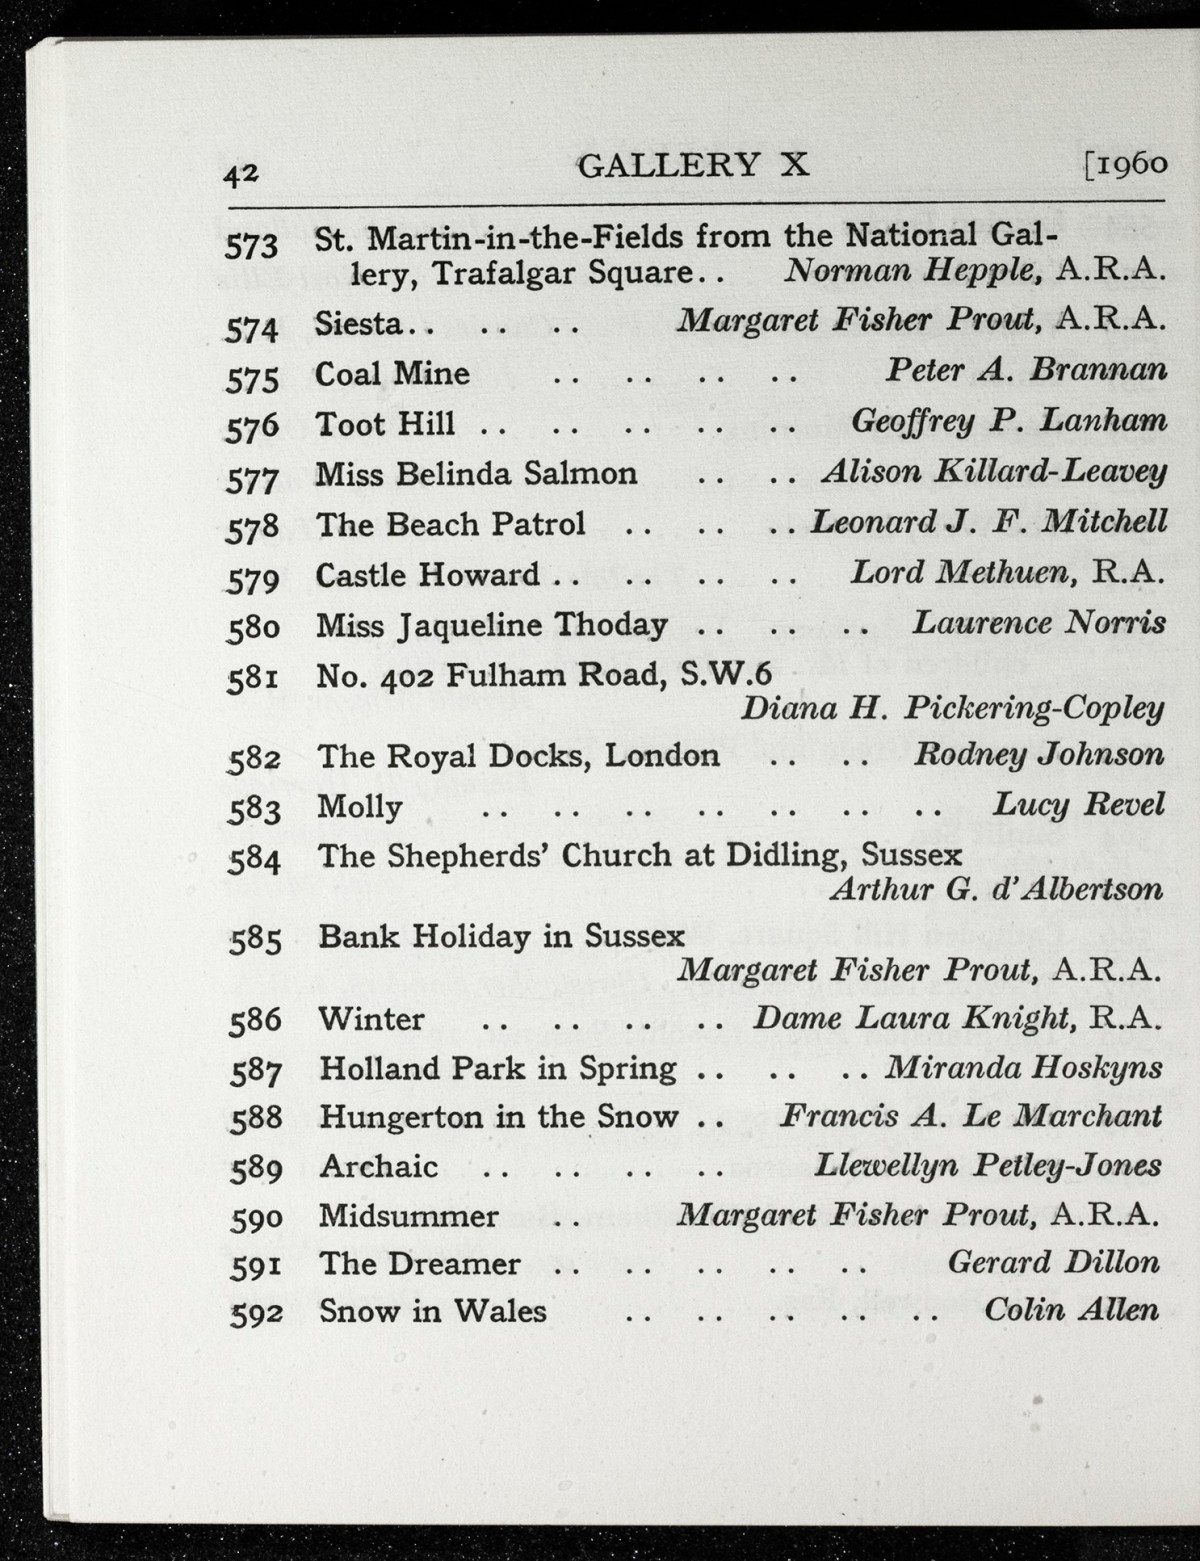 42 GALLERY X [1960
573 St. Martin-in-the-Fields from the National Gal-
lery, Trafalgar Square.. Norman Hepple, A.R.A.
574 Siesta.. .. .. Margaret Fisher Prout, A.R.A.
575 Coal Mine .. .. .. .. Peter A. Brannan
576 Toot Hill .. .. .. .. .. Geoffrey P. Lanham
577 Miss Belinda Salmon .. .. Alison Killard-Leavey
578 The Beach Patrol .. .. .. Leonard J. F. Mitchell
579 Castle Howard .. .. .. .. Lord Methuen, R.A.
580 Miss Jaqueline Thoday .. .. .. Laurence Norris
581 No. 402 Fulham Road, S.W.6
Diana H. Pickering-Copley
582 The Royal Docks, London .. .. Rodney Johnson
583 Molly .. .. .. .. .. .. .. Lucy Revel
584 The Shepherds' Church at Didling, Sussex
Arthur G. d'Albertson
585 Bank Holiday in Sussex
Margaret Fisher Prout, A.R.A.
586 Winter .. .. .. .. Dame Laura Knight, R.A.
587 Holland Park in Spring .. .. .. Miranda Hoskyns
588 Hungerton in the Snow .. Francis A. Le Marchant
589 Archaic .. .. .. .. Llewellyn Petley-Jones
590 Midsummer .. Margaret Fisher Prout, A.R.A.
591 The Dreamer .. .. .. .. .. Gerard Dillon
592 Snow in Wales .. .. .. .. .. Colin Allen